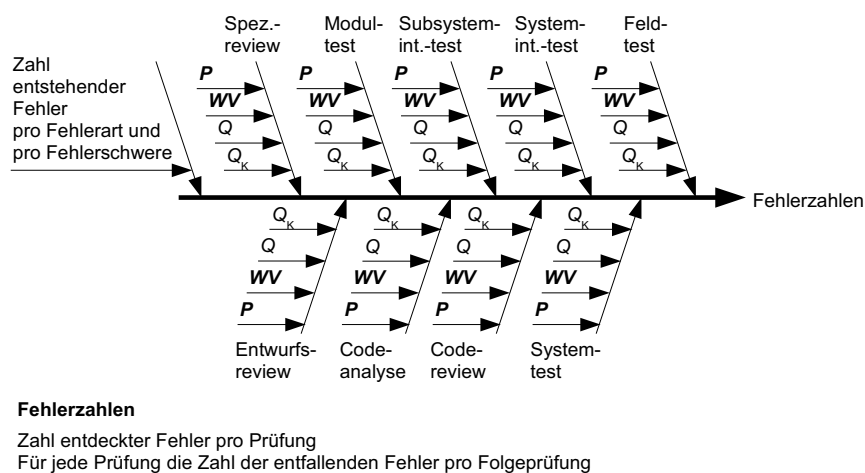 Spez.-
review
Modul-
test
Subsystem-
int.-test
System-
int.-test
Feld-
test
Zahl
entstehender
Fehler
pro Fehlerart und
pro Fehlerschwere
P
WV
Q
QK
P
WV
Q
QK
P
WV
Q
QK
P
WV
Q
QK
P
WV
Q
QK
Fehlerzahlen
QK
Q
WV
P
QK
Q
WV
P
QK
Q
WV
P
QK
Q
WV
P
Entwurfs-
review
Code-
analyse
Code-
review
System-
test
Fehlerzahlen
Zahl entdeckter Fehler pro Prüfung
Für jede Prüfung die Zahl der entfallenden Fehler pro Folgeprüfung